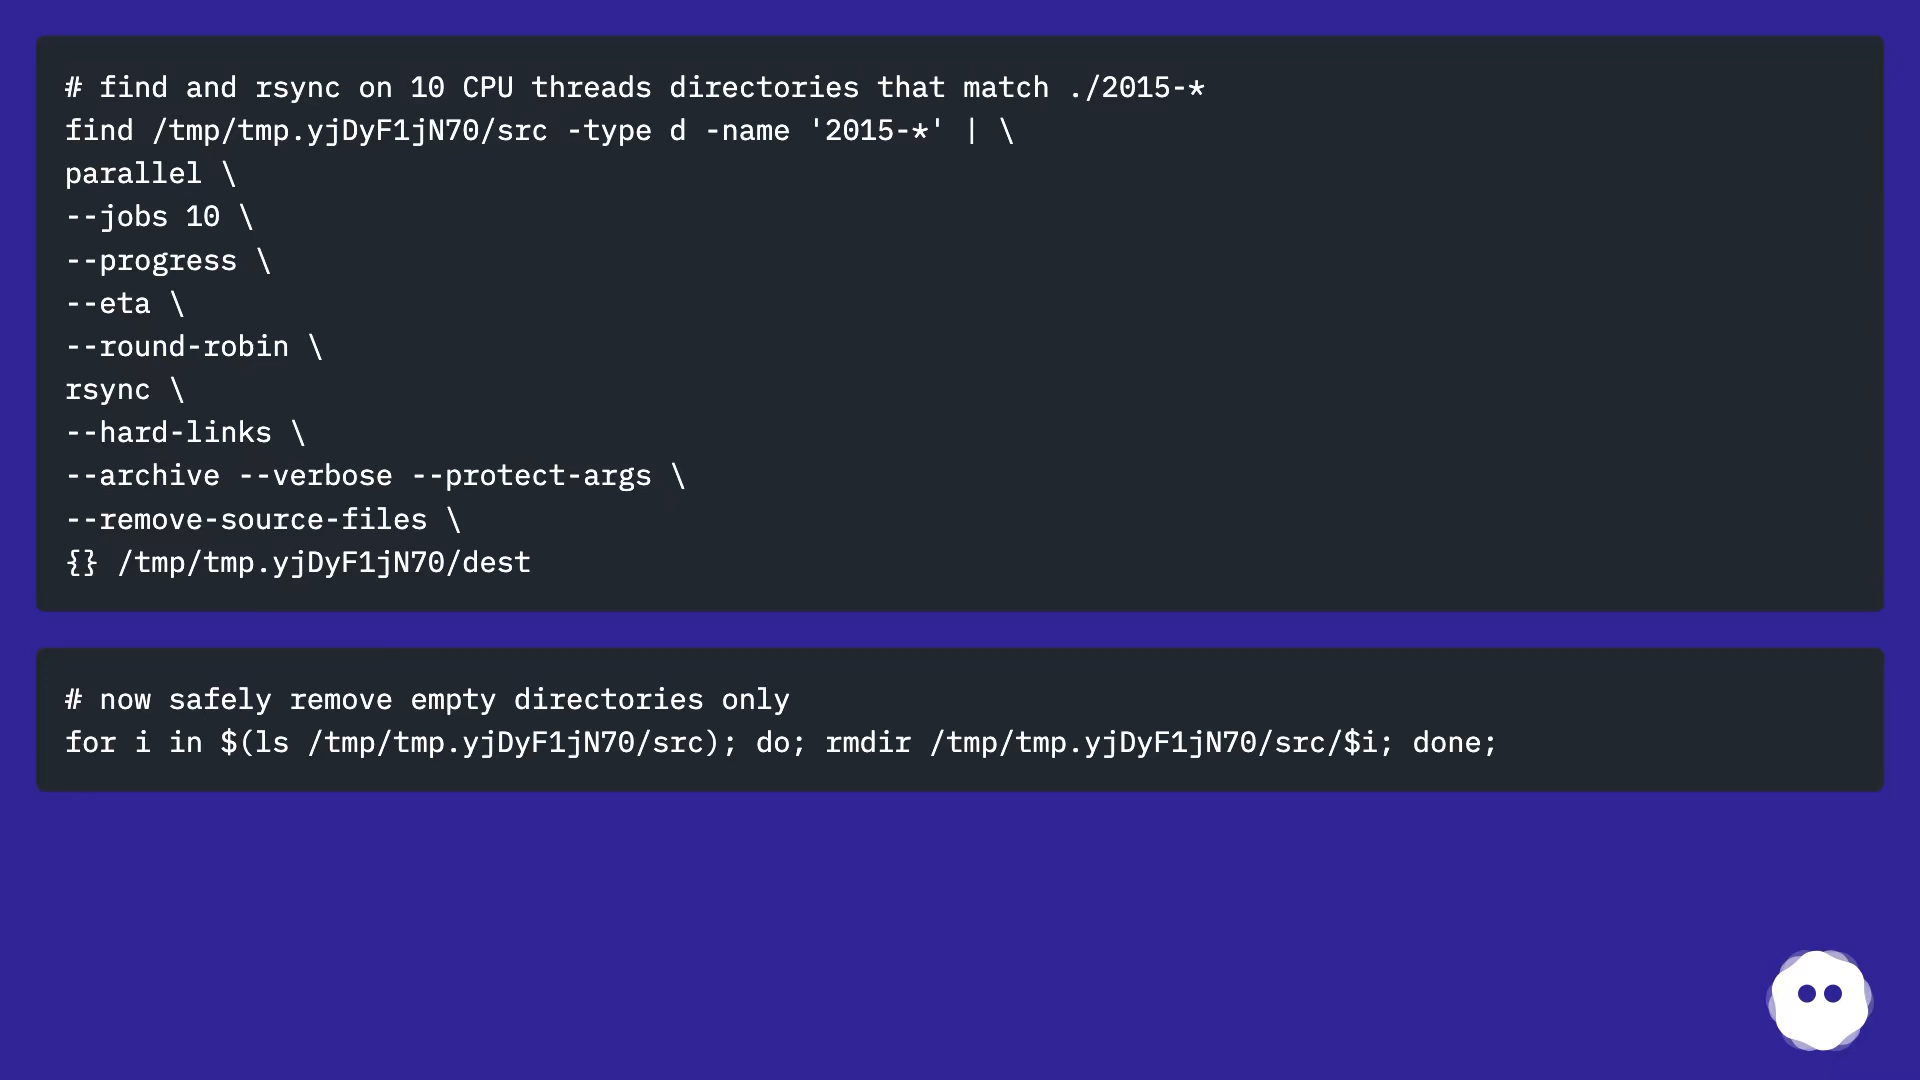 # find and rsync on 10 CPU threads directories that match ./2015-*
find /tmp/tmp.yjDyF1jN70/src -type d -name '2015-*' | \
parallel \
--jobs 10 \
--progress \
--eta \
--round-robin \
rsync \
--hard-links \
--archive --verbose --protect-args \
--remove-source-files \
{} /tmp/tmp.yjDyF1jN70/dest
# now safely remove empty directories only
for i in $(ls /tmp/tmp.yjDyF1jN70/src); do; rmdir /tmp/tmp.yjDyF1jN70/src/$i; done;